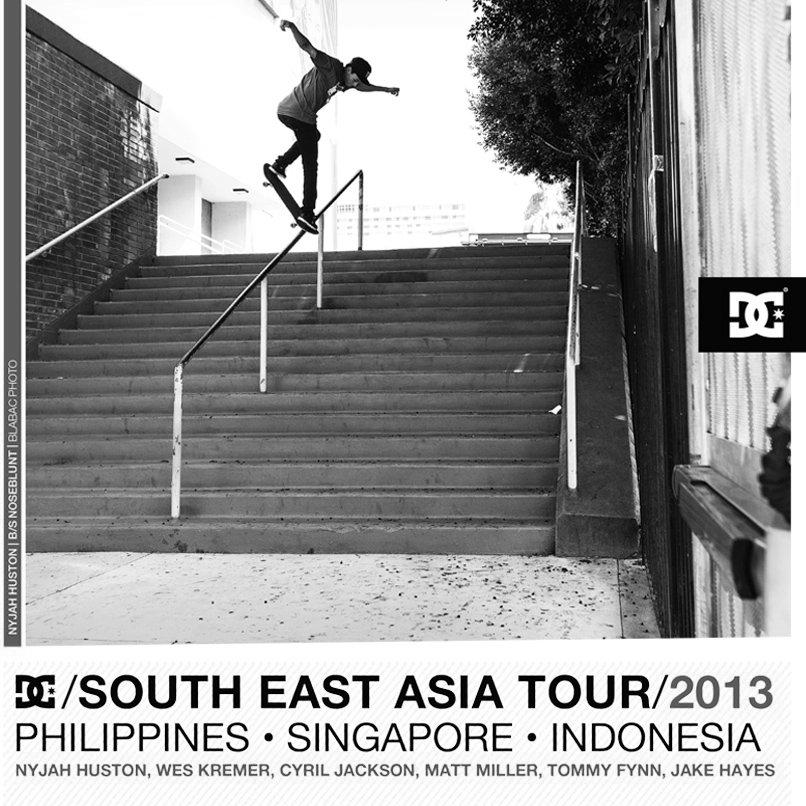 NYJAH HUSTON | B/S NOSEBLUNT | BLABAC PHOTO
DC
DC/SOUTH EAST ASIA TOUR/2013
PHILIPPINES • SINGAPORE • INDONESIA
NYJAH HUSTON, WES KREMER, CYRIL JACKSON, MATT MILLER, TOMMY FYNN, JAKE HAYES